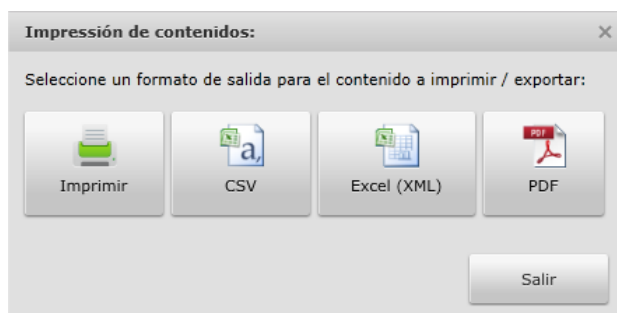 Impressión de contenidos:
Seleccione un formato de salida para el contenido a imprimir / exportar:
a,
PDF
Imprimir
CSV
Excel (XML)
PDF
Salir